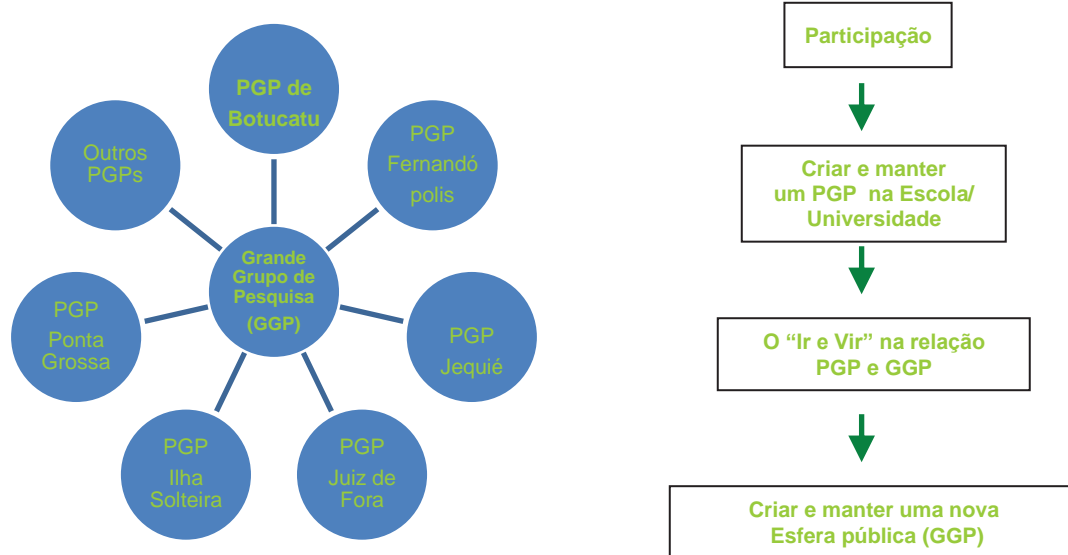 PGP de
Botucatu
PGP
Fernandó
polis
PGP
Jequié
PGP
Juiz de
Fora
PGP
Ilha
Solteira
PGP
Ponta
Grossa
Outros
PGPs
Grande
Grupo de
Pesquisa
(GGP)
Participação
Criar e manter
um PGP na Escola/
Universidade
O “Ir e Vir” na relação
PGP e GGP
Criar e manter uma nova
Esfera pública (GGP)